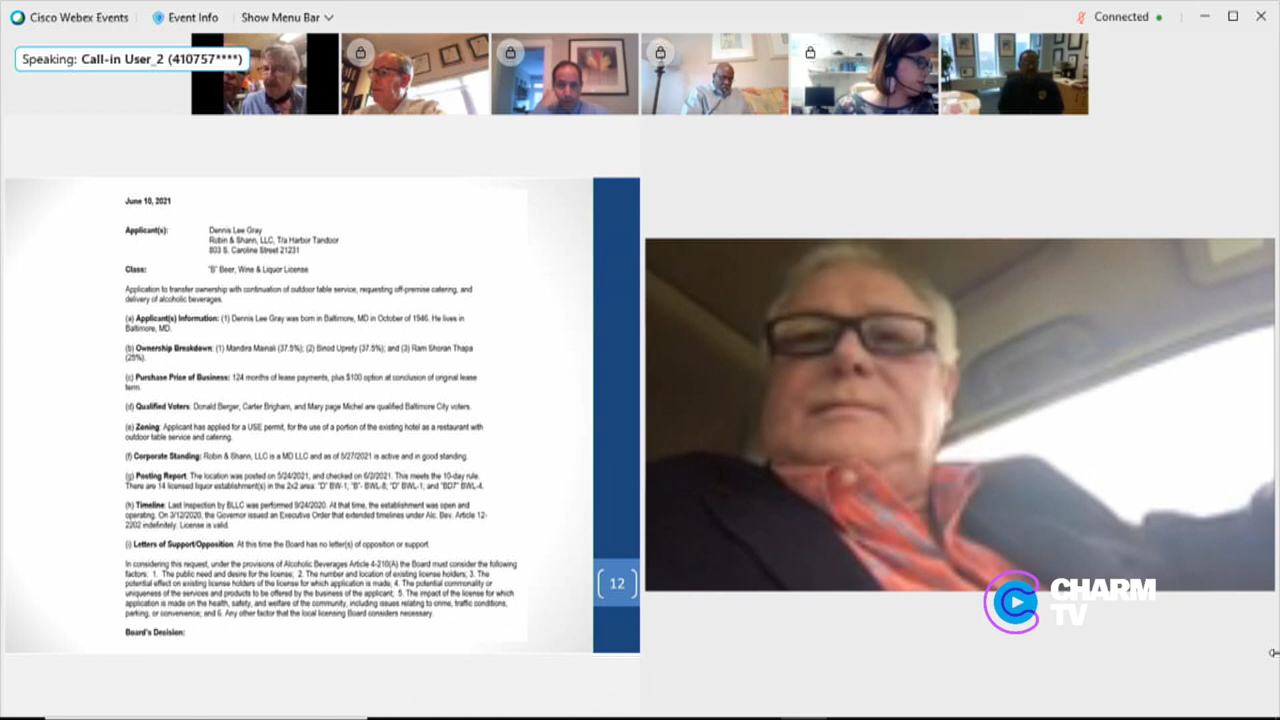 Cisco Webex Events
Event Info
Show Menu Bar
Connected
Speaking: Call-in User_2 (410757****)
June 10, 2021
Applicant(s): Dennis Lee Gray
Robin & Shann, LLC, T/a Harbor Tandoor
803 S. Caroline Street 21231
Class: "B" Beer, Wine & Liquor License
Application to transfer ownership with continuation of outdoor table service, requesting off-premise catering, and
delivery of alcoholic beverages.
(a) Applicant(s) Information: (1) Dennis Lee Gray was born in Baltimore, MD in October of 1946. He lives in
Baltimore, MD.
(b) Ownership Breakdown: (1) Mandira Mainali (37.5%); (2) Binod Uprety (37.5%); and (3) Ram Shoran Thapa
(25%).
(c) Purchase Price of Business: 124 months of lease payments, plus $100 option at conclusion of original lease
term.
(d) Qualified Voters: Donald Berger, Carter Brigham, and Mary page Michel are qualified Baltimore City voters.
(e) Zoning: Applicant has applied for a USE permit, for the use of a portion of the existing hotel as a restaurant with
outdoor table service and catering.
(f) Corporate Standing: Robin & Shann, LLC is a MD LLC and as of 5/27/2021 is active and in good standing.
(g) Posting Report: The location was posted on 5/24/2021, and checked on 6/2/2021. This meets the 10-day rule.
There are 14 licensed liquor establishment(s) in the 2x2 area: "D" BW-1; "B"- BWL-8; "D" BWL-1; and "BD7" BWL-4.
(h) Timeline: Last Inspection by BLLC was performed 9/24/2020. At that time, the establishment was open and
operating. On 3/12/2020, the Governor issued an Executive Order that extended timelines under Alc. Bev. Article 12-
2202 indefinitely. License is valid.
(i) Letters of Support/Opposition: At this time the Board has no letter(s) of opposition or support.
In considering this request, under the provisions of Alcoholic Beverages Article 4-210(A) the Board must consider the following
factors: 1. The public need and desire for the license; 2. The number and location of existing license holders; 3. The
potential effect on existing license holders of the license for which application is made; 4. The potential commonality or
uniqueness of the services and products to be offered by the business of the applicant; 5. The impact of the license for which
application is made on the health, safety, and welfare of the community, including issues relating to crime, traffic conditions,
parking, or convenience; and 6. Any other factor that the local licensing Board considers necessary.
Board's Decision:
12
CHARM
TV